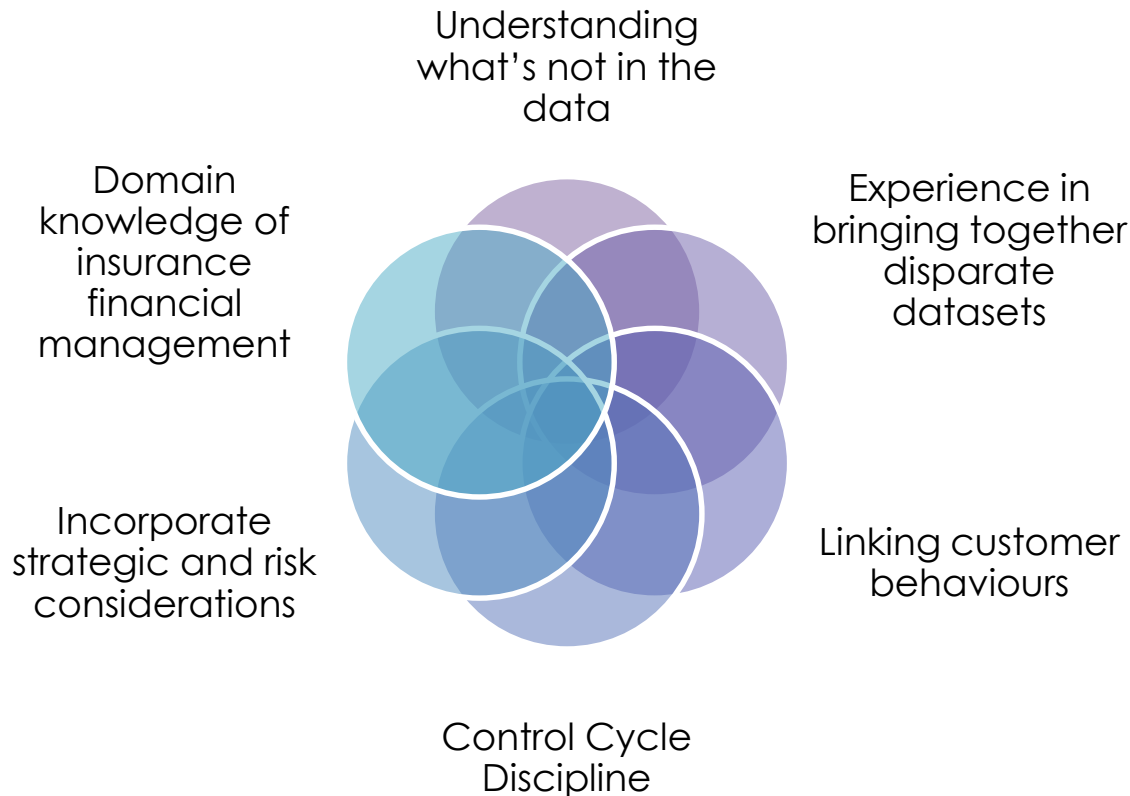 Understanding
what’s not in the
data
Domain
knowledge of
insurance
financial
management
Experience in
bringing together
disparate
datasets
Incorporate
strategic and risk
considerations
Linking customer
behaviours
Control Cycle
Discipline